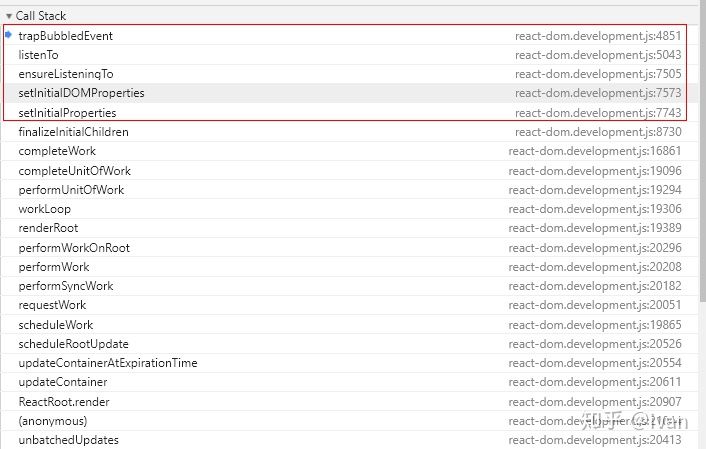 Call Stack
trapBubbledEvent react-dom.development.js:4851
listenTo react-dom.development.js:5043
ensureListeningTo react-dom.development.js:7505
setInitialDOMProperties react-dom.development.js:7573
setInitialProperties react-dom.development.js:7743
finalizeInitialChildren react-dom.development.js:8730
completeWork react-dom.development.js:16861
completeUnitOfWork react-dom.development.js:19096
performUnitOfWork react-dom.development.js:19294
workLoop react-dom.development.js:19306
renderRoot react-dom.development.js:19389
performWorkOnRoot react-dom.development.js:20296
performWork react-dom.development.js:20208
performSyncWork react-dom.development.js:20182
requestWork react-dom.development.js:20051
scheduleWork react-dom.development.js:19865
scheduleRootUpdate react-dom.development.js:20526
updateContainerAtExpirationTime react-dom.development.js:20554
updateContainer react-dom.development.js:20611
ReactRoot.render react-dom.development.js:20907
(anonymous)
知乎 @Ivan
unbatchedUpdates react-dom.development.js:20413